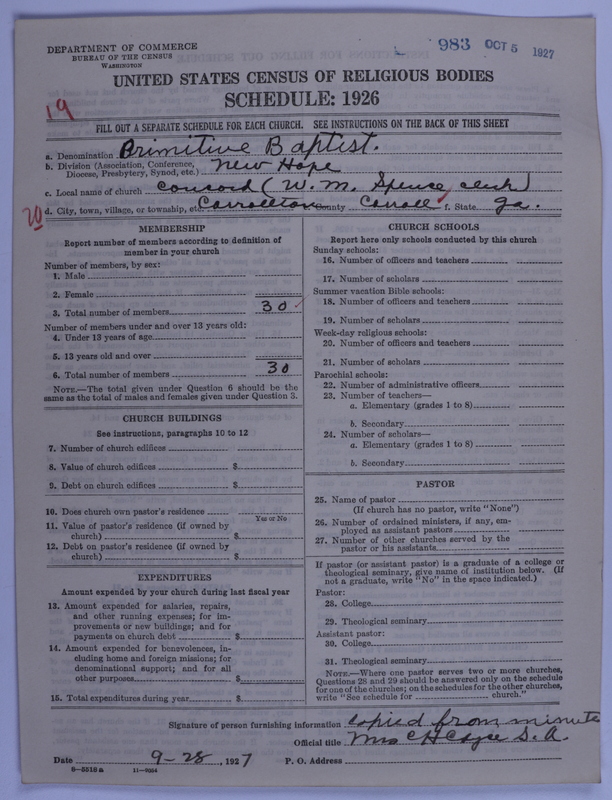 983 OCT 5 1927
DEPARTMENT OF COMMERCE
BUREAU OF THE CENSUS
WASHINGTON
UNITED STATES CENSUS OF RELIGIOUS BODIES
SCHEDULE: 1926
19
FILL OUT A SEPARATE SCHEDULE FOR EACH CHURCH. SEE INSTRUCTIONS ON THE BACK OF THIS SHEET
a. Denomination Primitive Baptist.
b. Division (Association, Conference, Diocese, Presbytery, Synod, etc.) New Hope
c. Local name of church Concord (W. M. Spence, clerk)
20 d. City, town, village, or township, etc. Carrollton County Carroll f. State Ga.
MEMBERSHIP
Report number of members according to definition of
member in your church
Number of members, by sex:
1. Male
2. Female
3. Total number of members 30
Number of members under and over 13 years old:
4. Under 13 years of age
5. 13 years old and over
6. Total number of members 30
NOTE.—The total given under Question 6 should be the
same as the total of males and females given under Question 3.
CHURCH BUILDINGS
See instructions, paragraphs 10 to 12
7. Number of church edifices
8. Value of church edifices $
9. Debt on church edifices $
10. Does church own pastor's residence
Yes or No
11. Value of pastor's residence (if owned by
church) $
12. Debt on pastor's residence (if owned by
church) $
EXPENDITURES
Amount expended by your church during last fiscal year
13. Amount expended for salaries, repairs,
and other running expenses; for im-
provements or new buildings; and for
payments on church debt $
14. Amount expended for benevolences, in-
cluding home and foreign missions; for
denominational support; and for all
other purposes $
15. Total expenditures during year $
CHURCH SCHOOLS
Report here only schools conducted by this church
Sunday schools:
16. Number of officers and teachers
17. Number of scholars
Summer vacation Bible schools:
18. Number of officers and teachers
19. Number of scholars
Week-day religious schools:
20. Number of officers and teachers
21. Number of scholars
Parochial schools:
22. Number of administrative officers
23. Number of teachers—
a. Elementary (grades 1 to 8)
b. Secondary
24. Number of scholars—
a. Elementary (grades 1 to 8)
b. Secondary
PASTOR
25. Name of pastor
(If church has no pastor, write "None")
26. Number of ordained ministers, if any, em-
ployed as assistant pastors
27. Number of other churches served by the
pastor or his assistants
If pastor (or assistant pastor) is a graduate of a college or
theological seminary, give name of institution below. (If
not a graduate, write "No" in the space indicated.)
Pastor:
28. College
29. Theological seminary
Assistant pastor:
30. College
31. Theological seminary
NOTE.—Where one pastor serves two or more churches,
Questions 28 and 29 should be answered only on the schedule
for one of the churches; on the schedules for the other churches,
write "See schedule for church."
Signature of person furnishing information Copied from minute
Official title Mrs C H Cayce S. A.
Date 9-28, 1927 P. O. Address
8-5518 a 11-9084